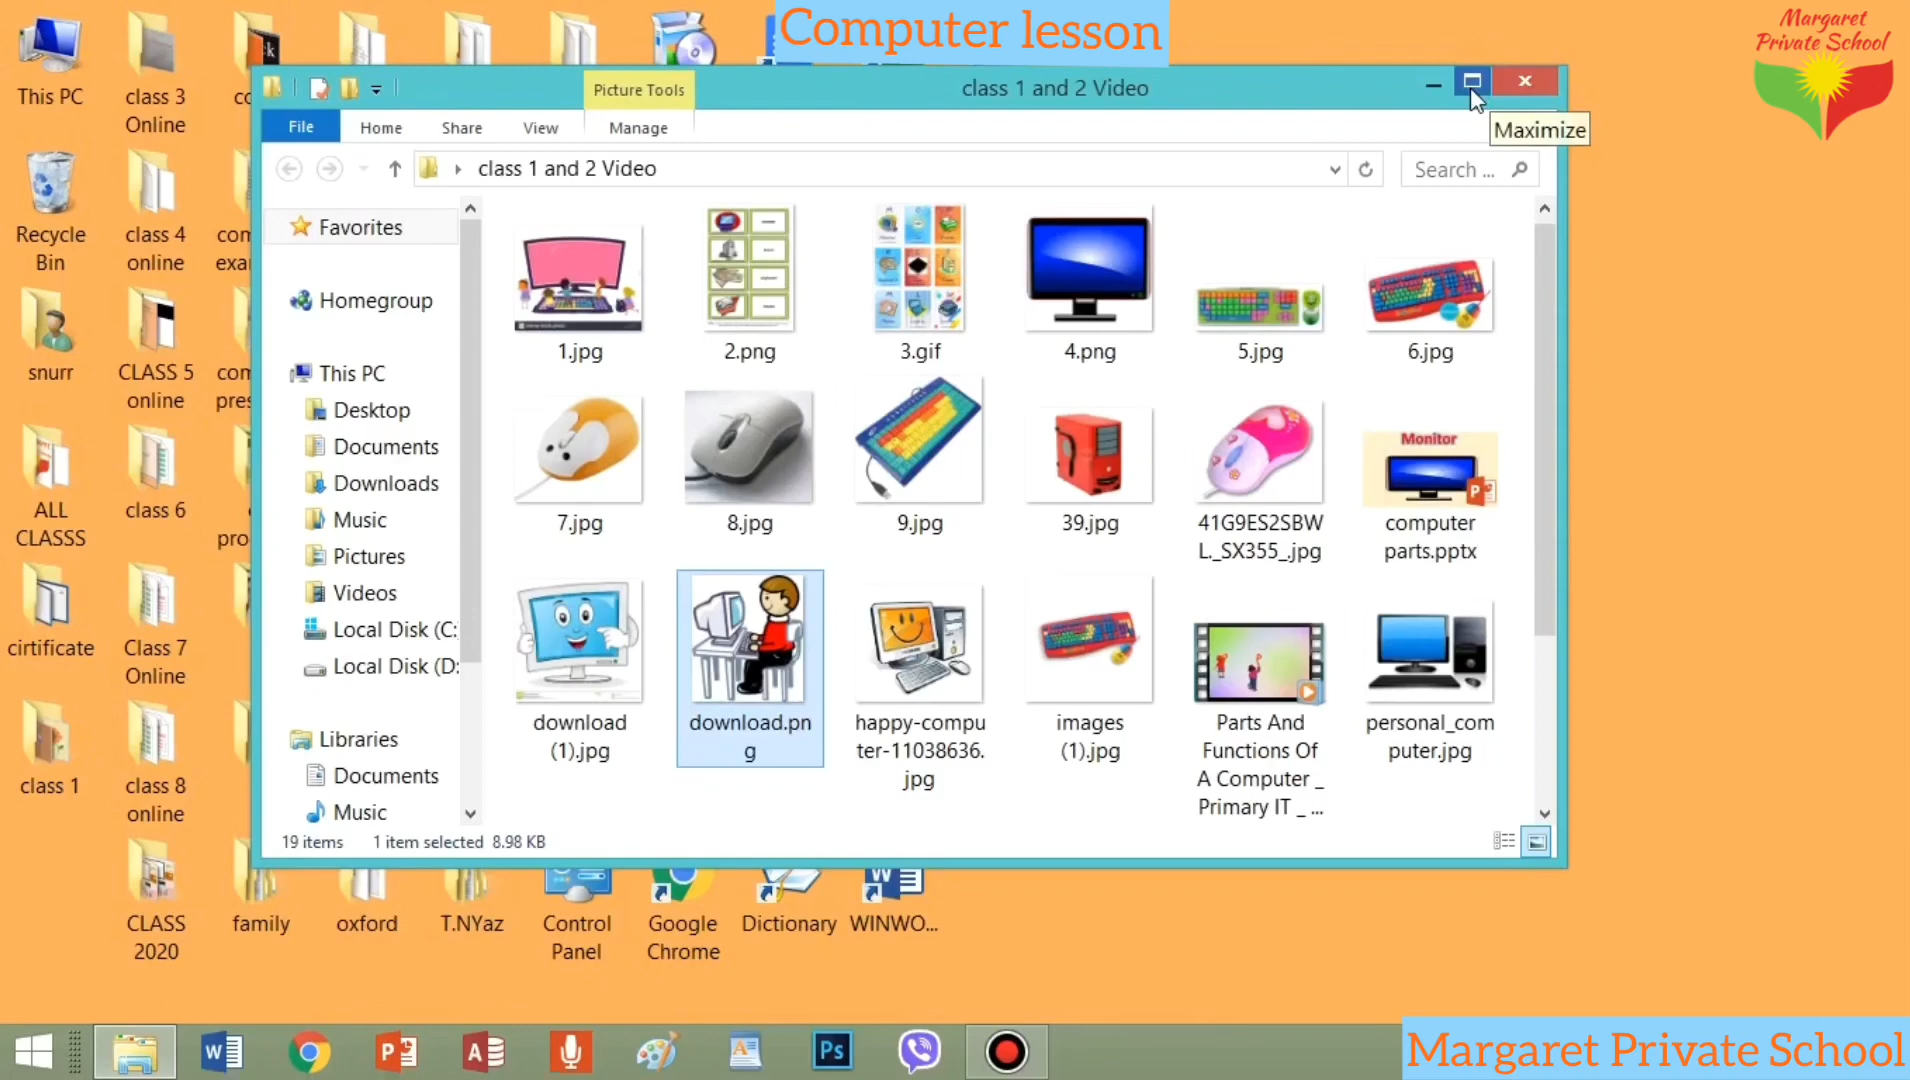 Computer lesson
Margaret
Private School
This PC
class 3
Online
Recycle
Bin
class 4
online
snurr
CLASS 5
online
ALL
CLASSS
class 6
cirtificate
Class 7
Online
class 1
class 8
online
CLASS
2020
family
oxford
T.NYaz
Control
Panel
Google
Chrome
Dictionary
WINWO...
Picture Tools
class 1 and 2 Video
Maximize
File
Home
Share
View
Manage
class 1 and 2 Video
Search ...
Favorites
Homegroup
This PC
Desktop
Documents
Downloads
Music
Pictures
Videos
Local Disk (C:
Local Disk (D:
Libraries
Documents
Music
1.jpg
2.png
3.gif
4.png
5.jpg
6.jpg
7.jpg
8.jpg
9.jpg
39.jpg
41G9ES2SBW
L._SX355_.jpg
Monitor
computer
parts.pptx
download
(1).jpg
download.pn
g
happy-compu
ter-11038636.
jpg
images
(1).jpg
Parts And
Functions Of
A Computer _
Primary IT _ ...
personal_com
puter.jpg
19 items
1 item selected 8.98 KB
Margaret Private School